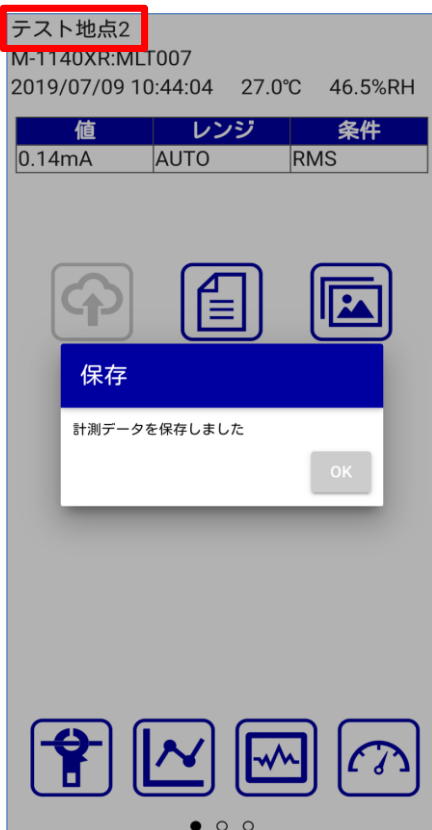 テスト地点2
M-1140XR:MLT007
2019/07/09 10:44:04 27.0℃ 46.5%RH
値 レンジ 条件
0.14mA AUTO RMS
保存
計測データを保存しました
OK